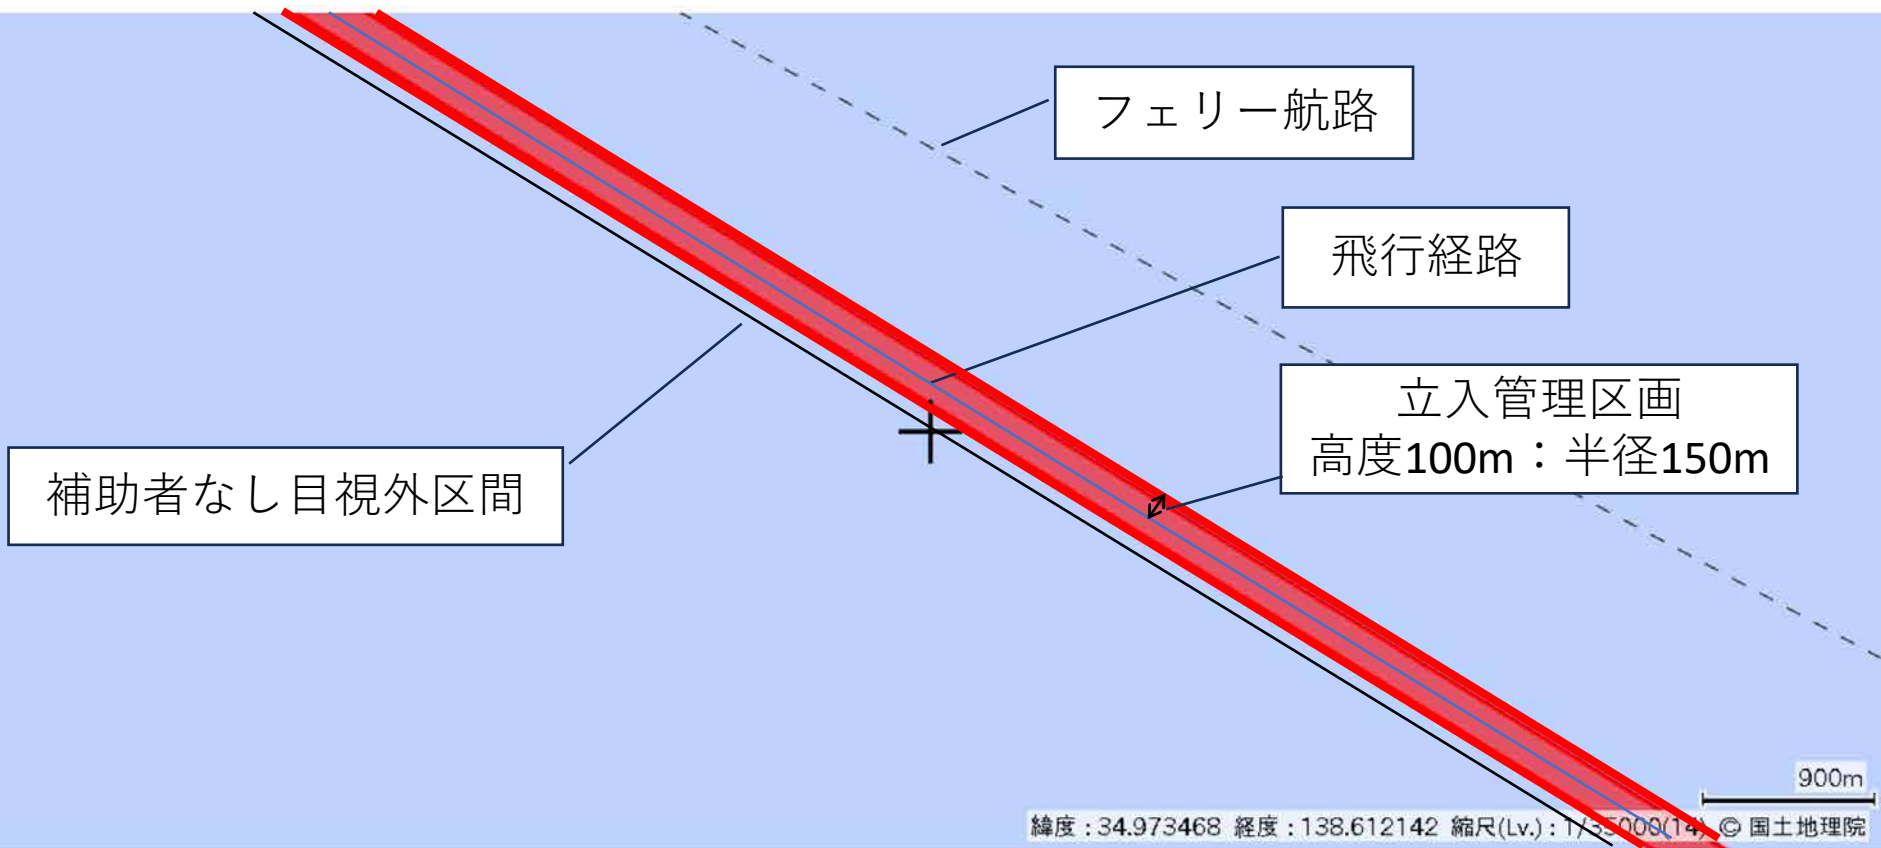 フェリー航路
飛行経路
立入管理区画
高度100m：半径150m
補助者なし目視外区間
900m
緯度：34.973468 経度：138.612142 縮尺(Lv.)：1/35000(14) © 国土地理院